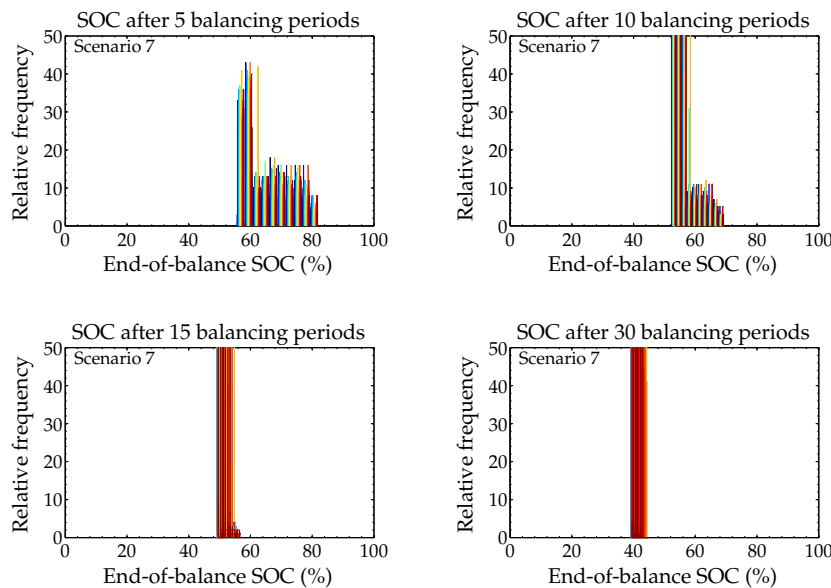 SOC after 5 balancing periods
Scenario 7
Relative frequency
50
40
30
20
10
0
0 20 40 60 80 100
End-of-balance SOC (%)
SOC after 10 balancing periods
Scenario 7
Relative frequency
50
40
30
20
10
0
0 20 40 60 80 100
End-of-balance SOC (%)
SOC after 15 balancing periods
Scenario 7
Relative frequency
50
40
30
20
10
0
0 20 40 60 80 100
End-of-balance SOC (%)
SOC after 30 balancing periods
Scenario 7
Relative frequency
50
40
30
20
10
0
0 20 40 60 80 100
End-of-balance SOC (%)